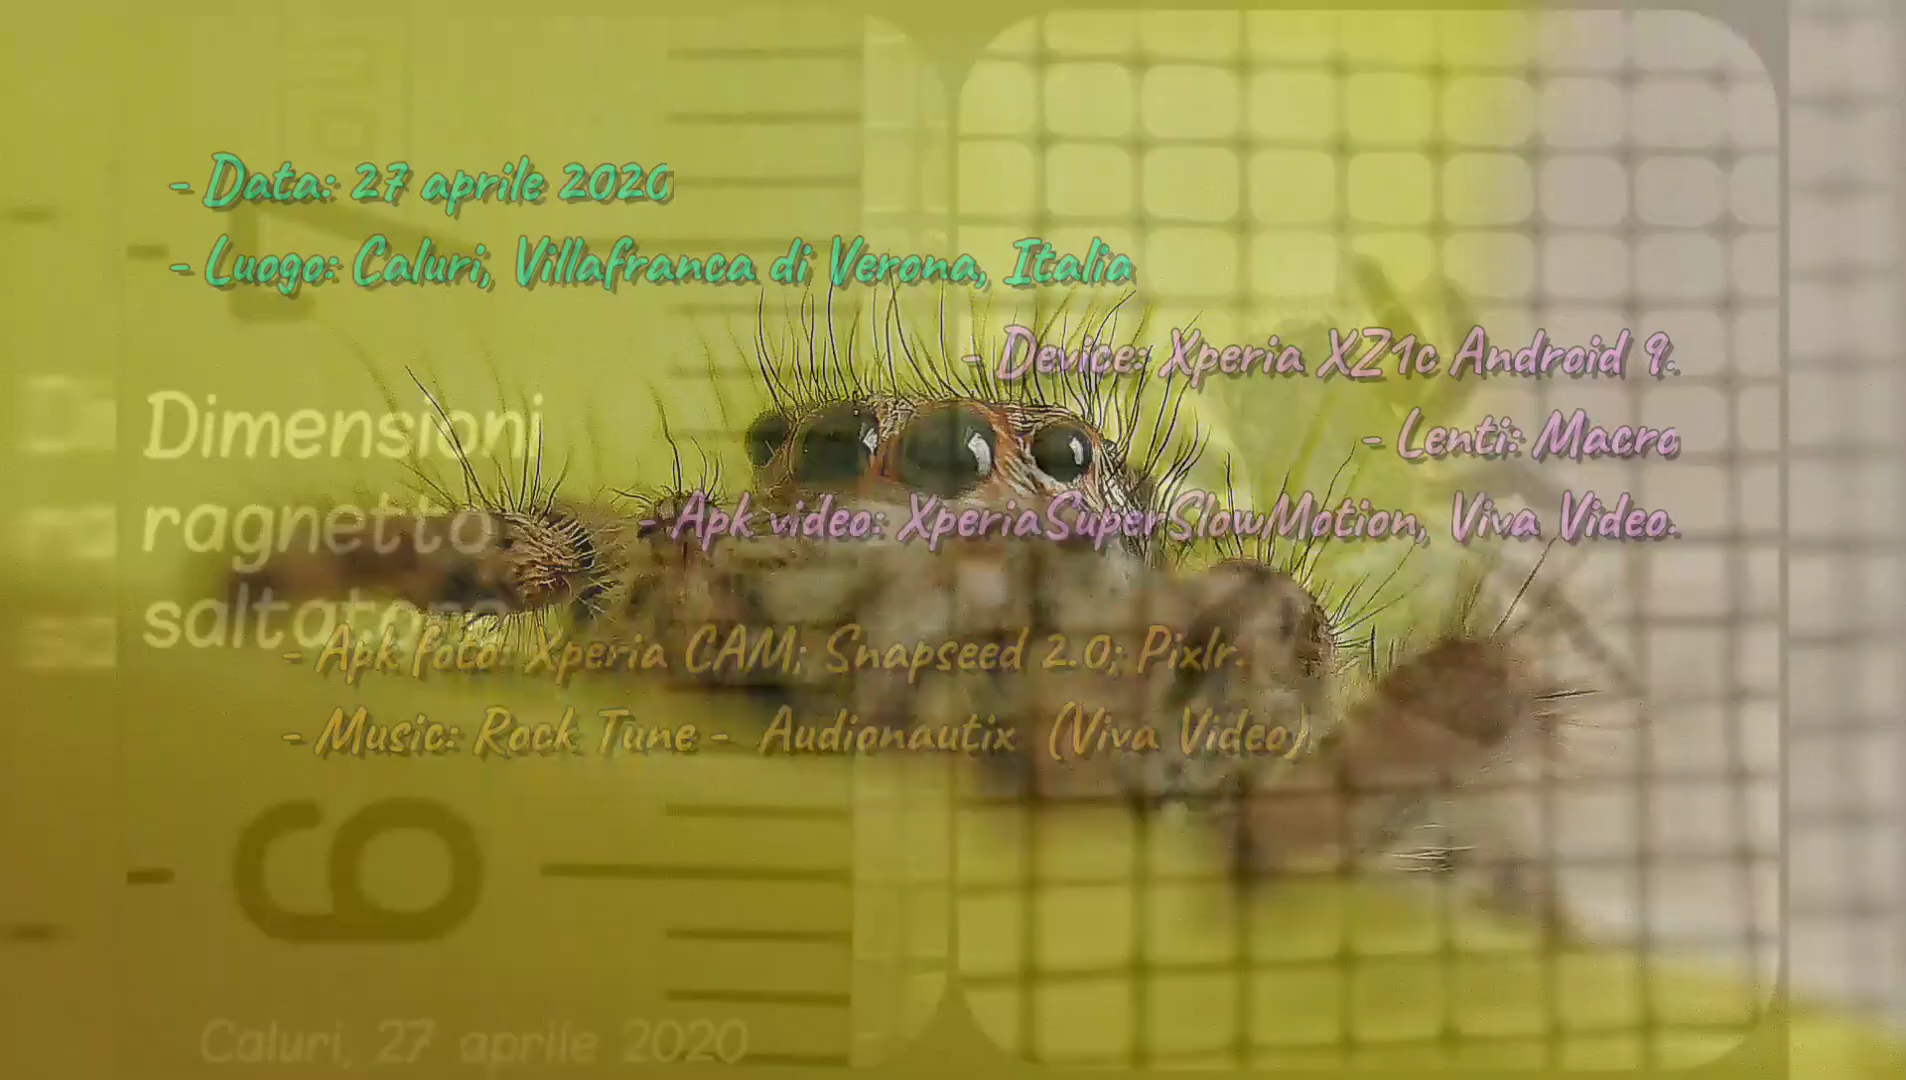 - Data: 27 aprile 2020
- Luogo: Caluri, Villafranca di Verona, Italia
- Device: Xperia XZ1c Android 9.
- Lenti: Macro
- Apk video: XperiaSuperSlowMotion, Viva Video.
Dimensioni
ragnetto
saltatore
- Apk foto: Xperia CAM; Snapseed 2.0; Pixlr.
- Music: Rock Tune - Audionautix (Viva Video)
7
6
Caluri, 27 aprile 2020